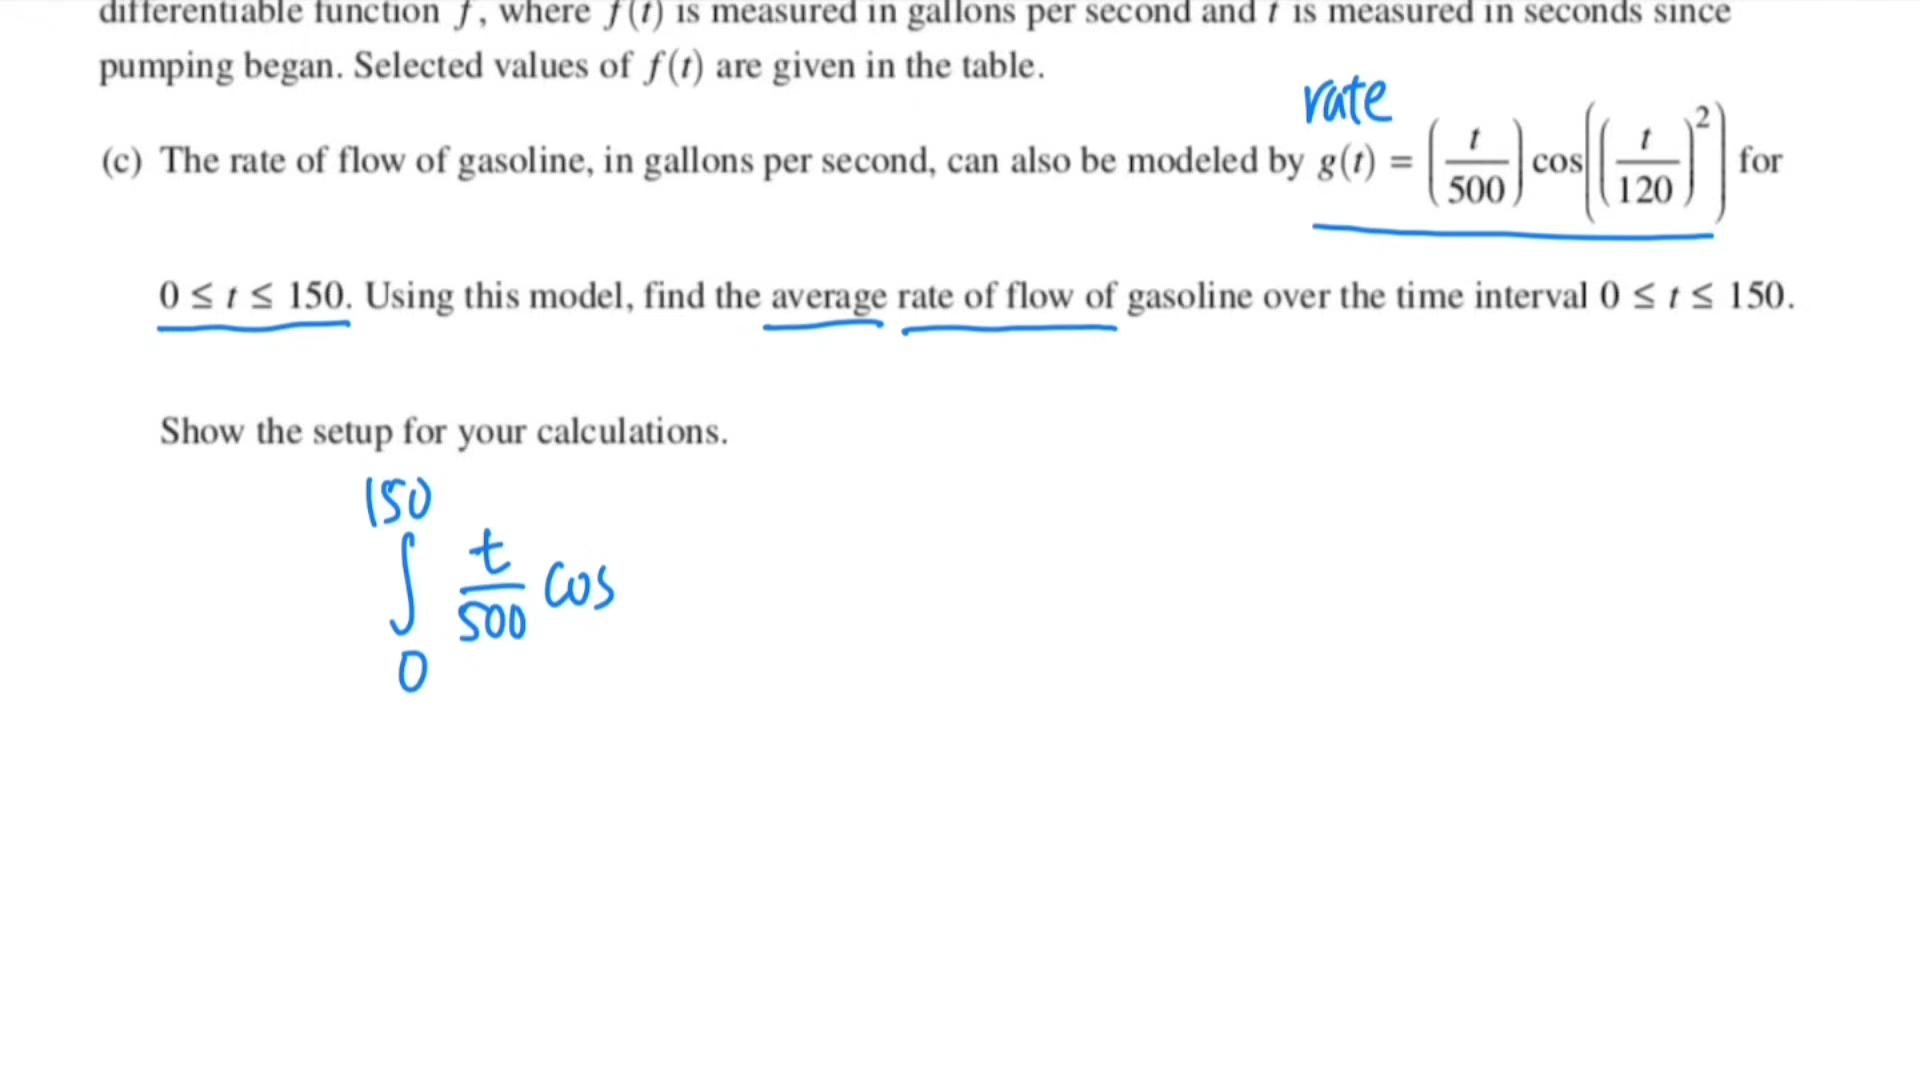 differentiable function f, where f(t) is measured in gallons per second and t is measured in seconds since
pumping began. Selected values of f(t) are given in the table.
rate
(c) The rate of flow of gasoline, in gallons per second, can also be modeled by g(t) = (t/500) cos((t/120)²) for
0 ≤ t ≤ 150. Using this model, find the average rate of flow of gasoline over the time interval 0 ≤ t ≤ 150.
Show the setup for your calculations.
150
∫ t/500 cos
0